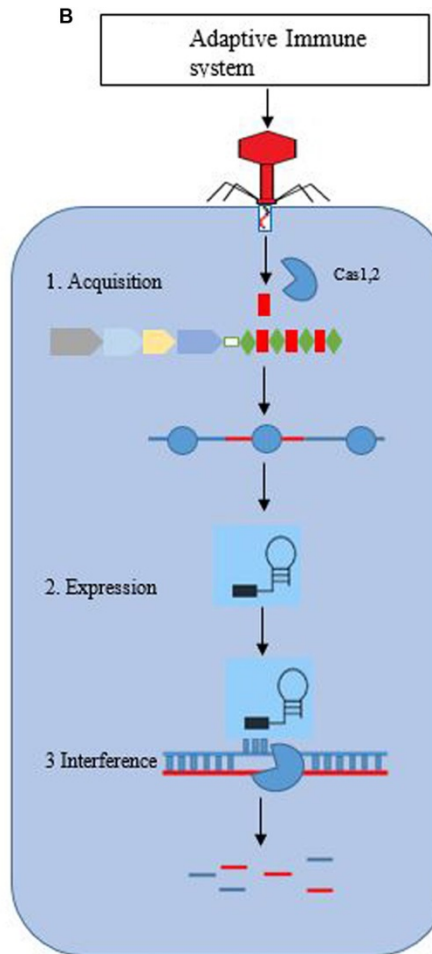 B
Adaptive Immune
system
1. Acquisition
Cas1,2
2. Expression
3 Interference